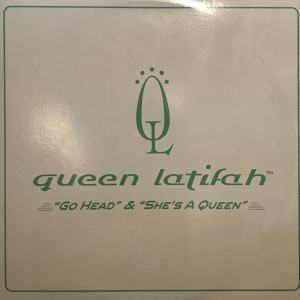 QL
queen latifah™
"GO HEAD" & "SHE'S A QUEEN"